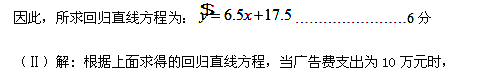 因此，所求回归直线方程为：y = 6.5x+17.5 ........................6分
（Ⅱ）解: 根据上面求得的回归直线方程，当广告费支出为 10 万元时，